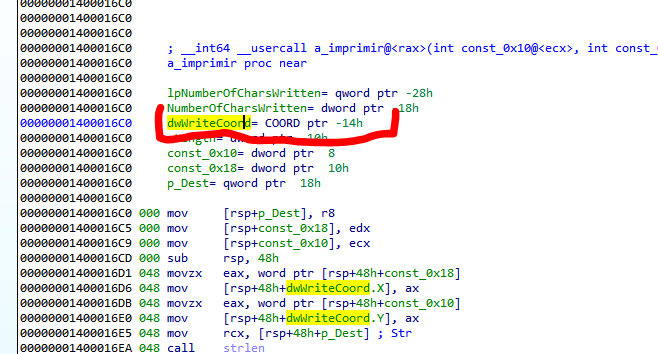 00000001400016C0
00000001400016C0
00000001400016C0
00000001400016C0 ; __int64 __usercall a_imprimir@<rax>(int const_0x10@<ecx>, int const_0
00000001400016C0 a_imprimir proc near
00000001400016C0
00000001400016C0 lpNumberOfCharsWritten= qword ptr -28h
00000001400016C0 NumberOfCharsWritten= dword ptr -18h
00000001400016C0 dwWriteCoord= COORD ptr -14h
00000001400016C0 dword ptr -10h
00000001400016C0 const_0x10= dword ptr  8
00000001400016C0 const_0x18= dword ptr  10h
00000001400016C0 p_Dest= qword ptr  18h
00000001400016C0
00000001400016C0 000 mov     [rsp+p_Dest], r8
00000001400016C5 000 mov     [rsp+const_0x18], edx
00000001400016C9 000 mov     [rsp+const_0x10], ecx
00000001400016CD 000 sub     rsp, 48h
00000001400016D1 048 movzx   eax, word ptr [rsp+48h+const_0x18]
00000001400016D6 048 mov     [rsp+48h+dwWriteCoord.X], ax
00000001400016DB 048 movzx   eax, word ptr [rsp+48h+const_0x10]
00000001400016E0 048 mov     [rsp+48h+dwWriteCoord.Y], ax
00000001400016E5 048 mov     rcx, [rsp+48h+p_Dest] ; Str
00000001400016EA 048 call    strlen